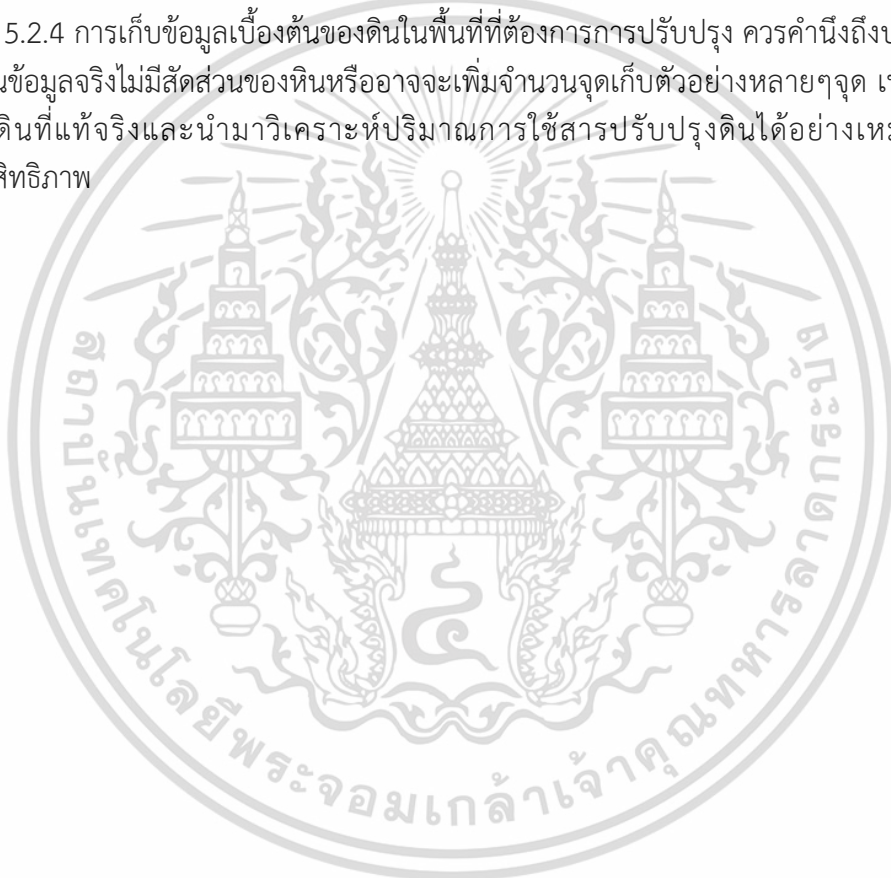 5.2.4 การเก็บข้อมูลเบื้องต้นของดินในพื้นที่ที่ต้องการการปรับปรุง ควรคำนึงถึง
ข้อมูลจริงไม่มีสัดส่วนของหินหรืออาจจะเพิ่มจำนวนจุดเก็บตัวอย่างหลายๆจุด
ดินที่แท้จริงและนำมาวิเคราะห์ปริมาณการใช้สารปรับปรุงดินได้อย่าง
สิทธิภาพ
สถาบันเทคโนโลยีพระจอมเกล้าเจ้าคุณทหารลาดกระบัง